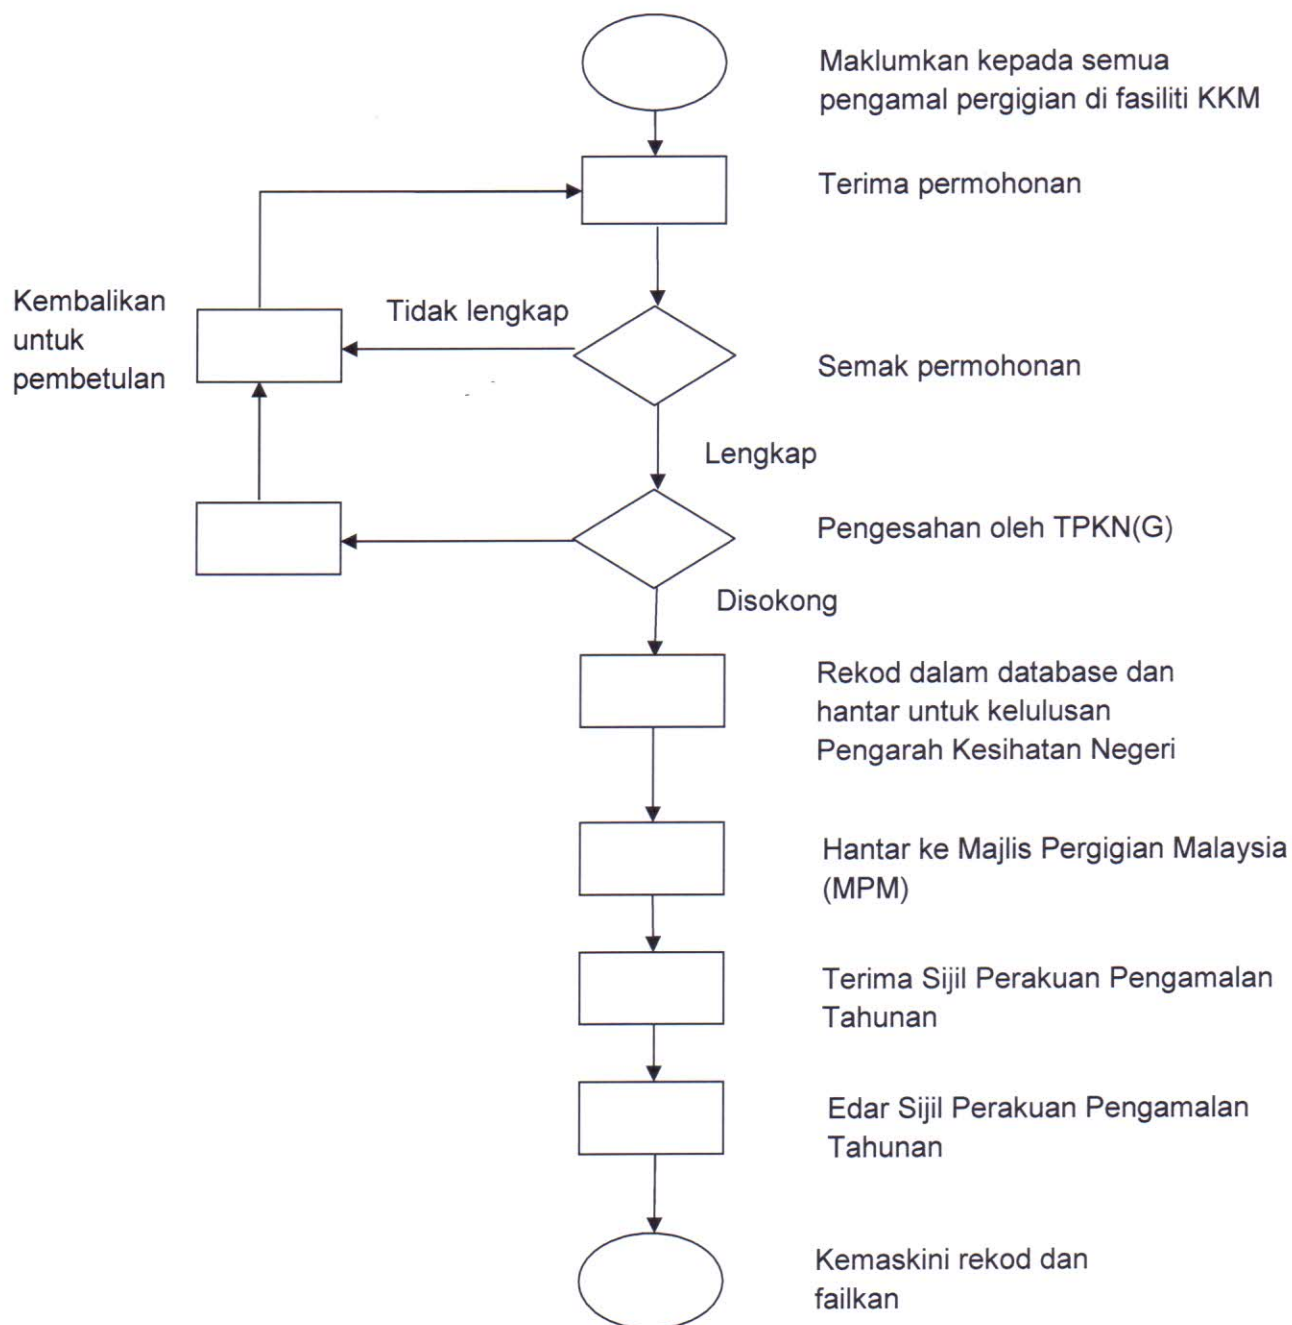 Maklumkan kepada semua
pengamal pergigian di fasiliti KKM
Terima permohonan
Kembalikan
untuk
pembetulan
Tidak lengkap
Semak permohonan
Lengkap
Pengesahan oleh TPKN(G)
Disokong
Rekod dalam database dan
hantar untuk kelulusan
Pengarah Kesihatan Negeri
Hantar ke Majlis Pergigian Malaysia
(MPM)
Terima Sijil Perakuan Pengamalan
Tahunan
Edar Sijil Perakuan Pengamalan
Tahunan
Kemaskini rekod dan
failkan